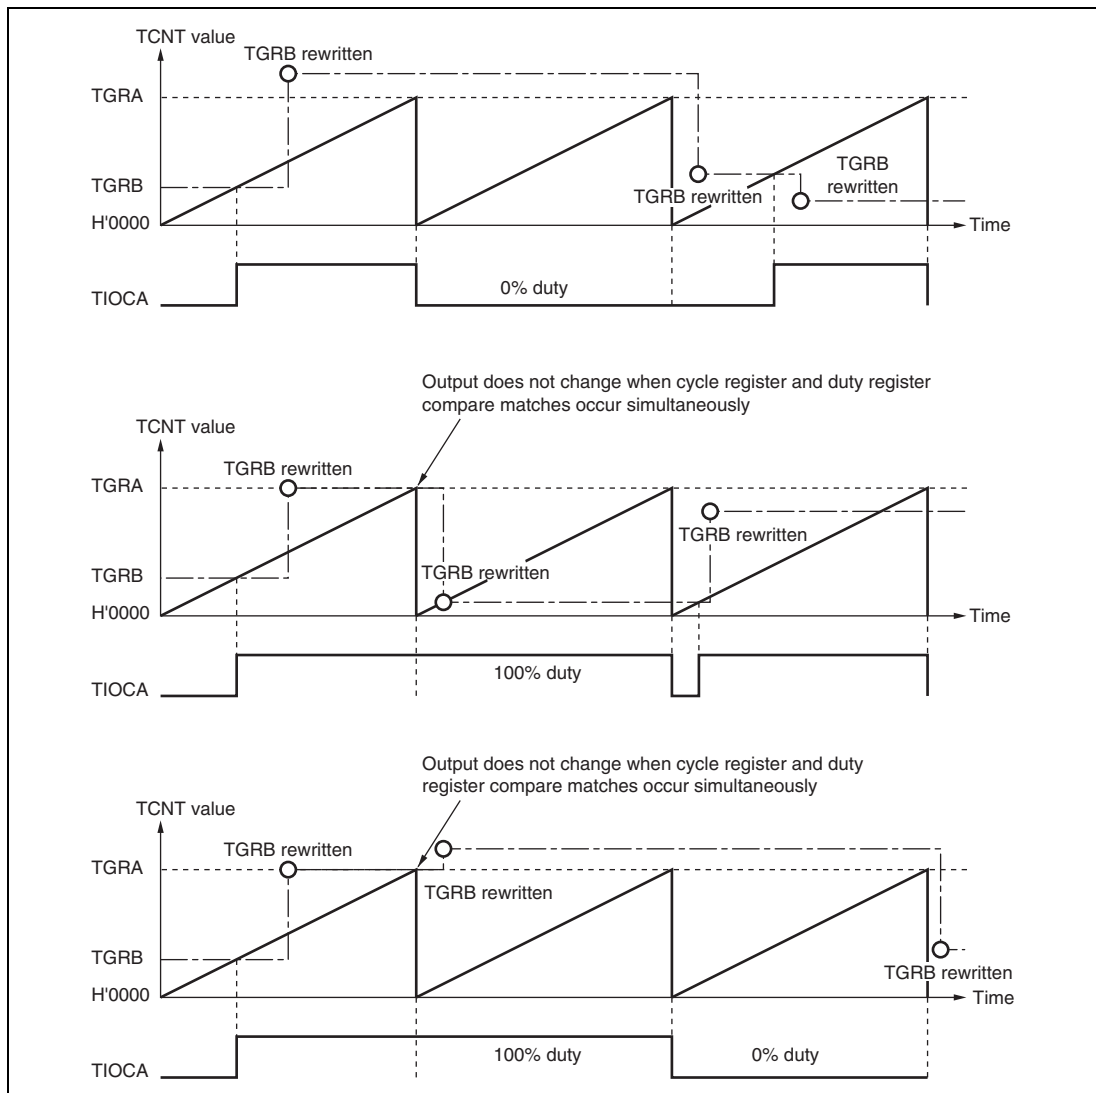 TCNT value
TGRB rewritten
TGRA
TGRB
rewritten
TGRB
TGRB rewritten
H'0000
Time
0% duty
TIOCA
Output does not change when cycle register and duty register
compare matches occur simultaneously
TCNT value
TGRB rewritten
TGRA
TGRB rewritten
TGRB
TGRB rewritten
H'0000
Time
100% duty
TIOCA
Output does not change when cycle register and duty
register compare matches occur simultaneously
TCNT value
TGRB rewritten
TGRA
TGRB rewritten
TGRB
TGRB rewritten
H'0000
Time
100% duty
0% duty
TIOCA